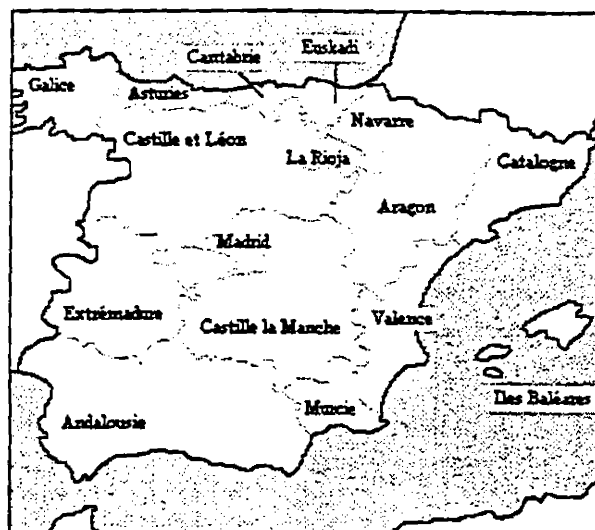 Euskadi
Cantabrie
Galice
Asturies
Navarre
Castille et Léon
La Rioja
Catalogne
Aragon
Madrid
Extrémadure
Castille la Manche
Valence
Iles Baléares
Murcie
Andalousie